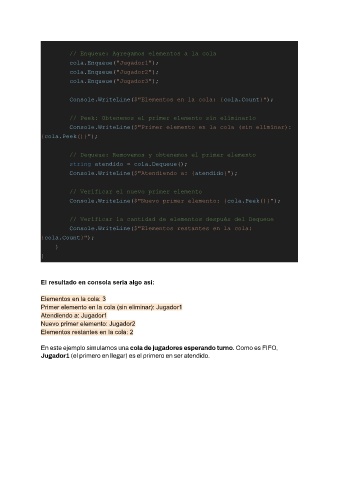 // Enqueue: Agregamos elementos a la cola
cola.Enqueue("Jugador1");
cola.Enqueue("Jugador2");
cola.Enqueue("Jugador3");
Console.WriteLine($"Elementos en la cola: {cola.Count}");
// Peek: Obtenemos el primer elemento sin eliminarlo
Console.WriteLine($"Primer elemento en la cola (sin eliminar):
{cola.Peek()}");
// Dequeue: Removemos y obtenemos el primer elemento
string atendido = cola.Dequeue();
Console.WriteLine($"Atendiendo a: {atendido}");
// Verificar el nuevo primer elemento
Console.WriteLine($"Nuevo primer elemento: {cola.Peek()}");
// Verificar la cantidad de elementos después del Dequeue
Console.WriteLine($"Elementos restantes en la cola:
{cola.Count}");
}
}
El resultado en consola sería algo así:
Elementos en la cola: 3
Primer elemento en la cola (sin eliminar): Jugador1
Atendiendo a: Jugador1
Nuevo primer elemento: Jugador2
Elementos restantes en la cola: 2
En este ejemplo simulamos una cola de jugadores esperando turno. Como es FIFO,
Jugador1 (el primero en llegar) es el primero en ser atendido.